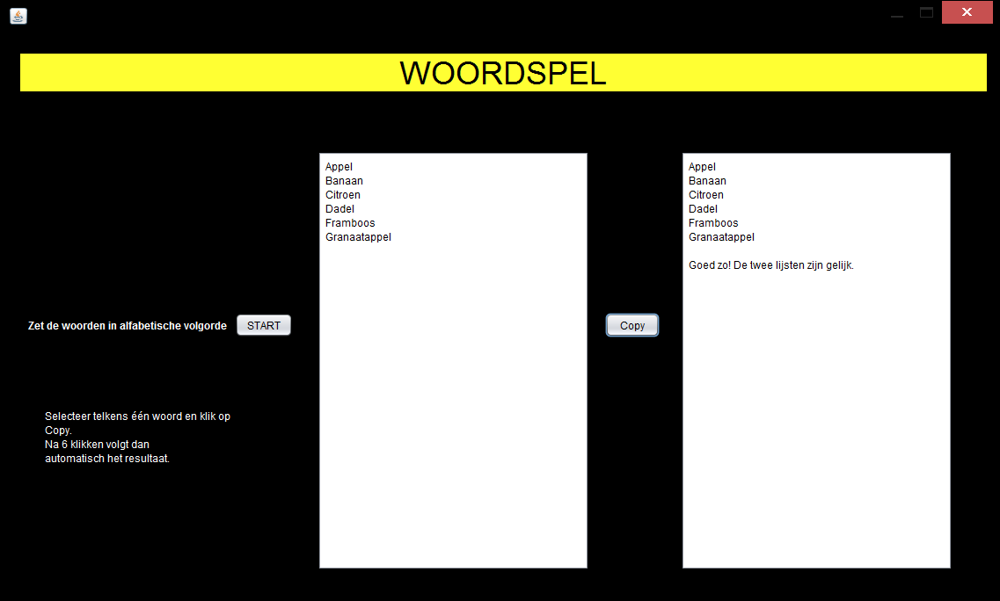 WOORDSPEL
Zet de woorden in alfabetische volgorde
START
Selecteer telkens één woord en klik op
Copy.
Na 6 klikken volgt dan
automatisch het resultaat.
Appel
Banaan
Citroen
Dadel
Framboos
Granaatappel
Copy
Appel
Banaan
Citroen
Dadel
Framboos
Granaatappel
Goed zo! De twee lijsten zijn gelijk.